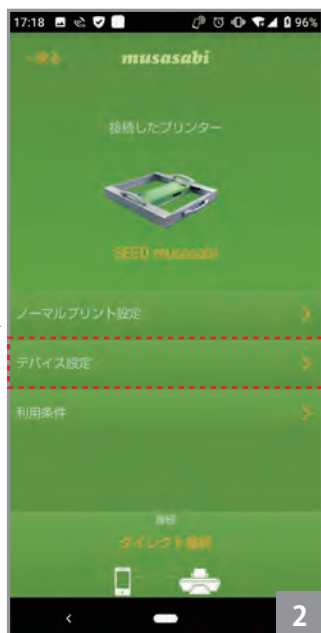 17:18 96%
<戻る musasabi
接続したプリンター
SEED musasabi
ノーマルプリント設定
デバイス設定
利用条件
接続
ダイレクト接続
2